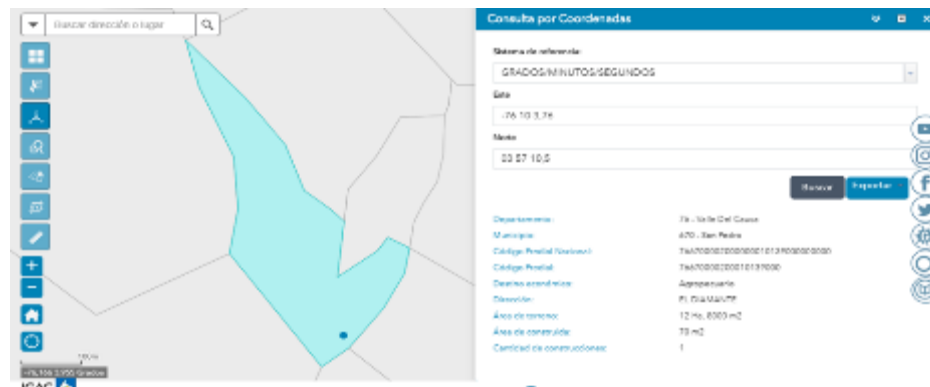 Buscar dirección o lugar
Consulta por Coordenadas
Sistema de referencia:
GRADOS/MINUTOS/SEGUNDOS
Este
-76 10 3,76
Norte
03 57 10,5
Buscar
Exportar
Departamento: 76 - Valle Del Cauca
Municipio: 670 - San Pedro
Código Predial Nacional:
Código Predial:
Destino económico: Agropecuario
Dirección: EL DIAMANTE
Área de terreno: 12 Ha, 8000 m2
Área de construida: 70 m2
Cantidad de construcciones: 1
IGAC